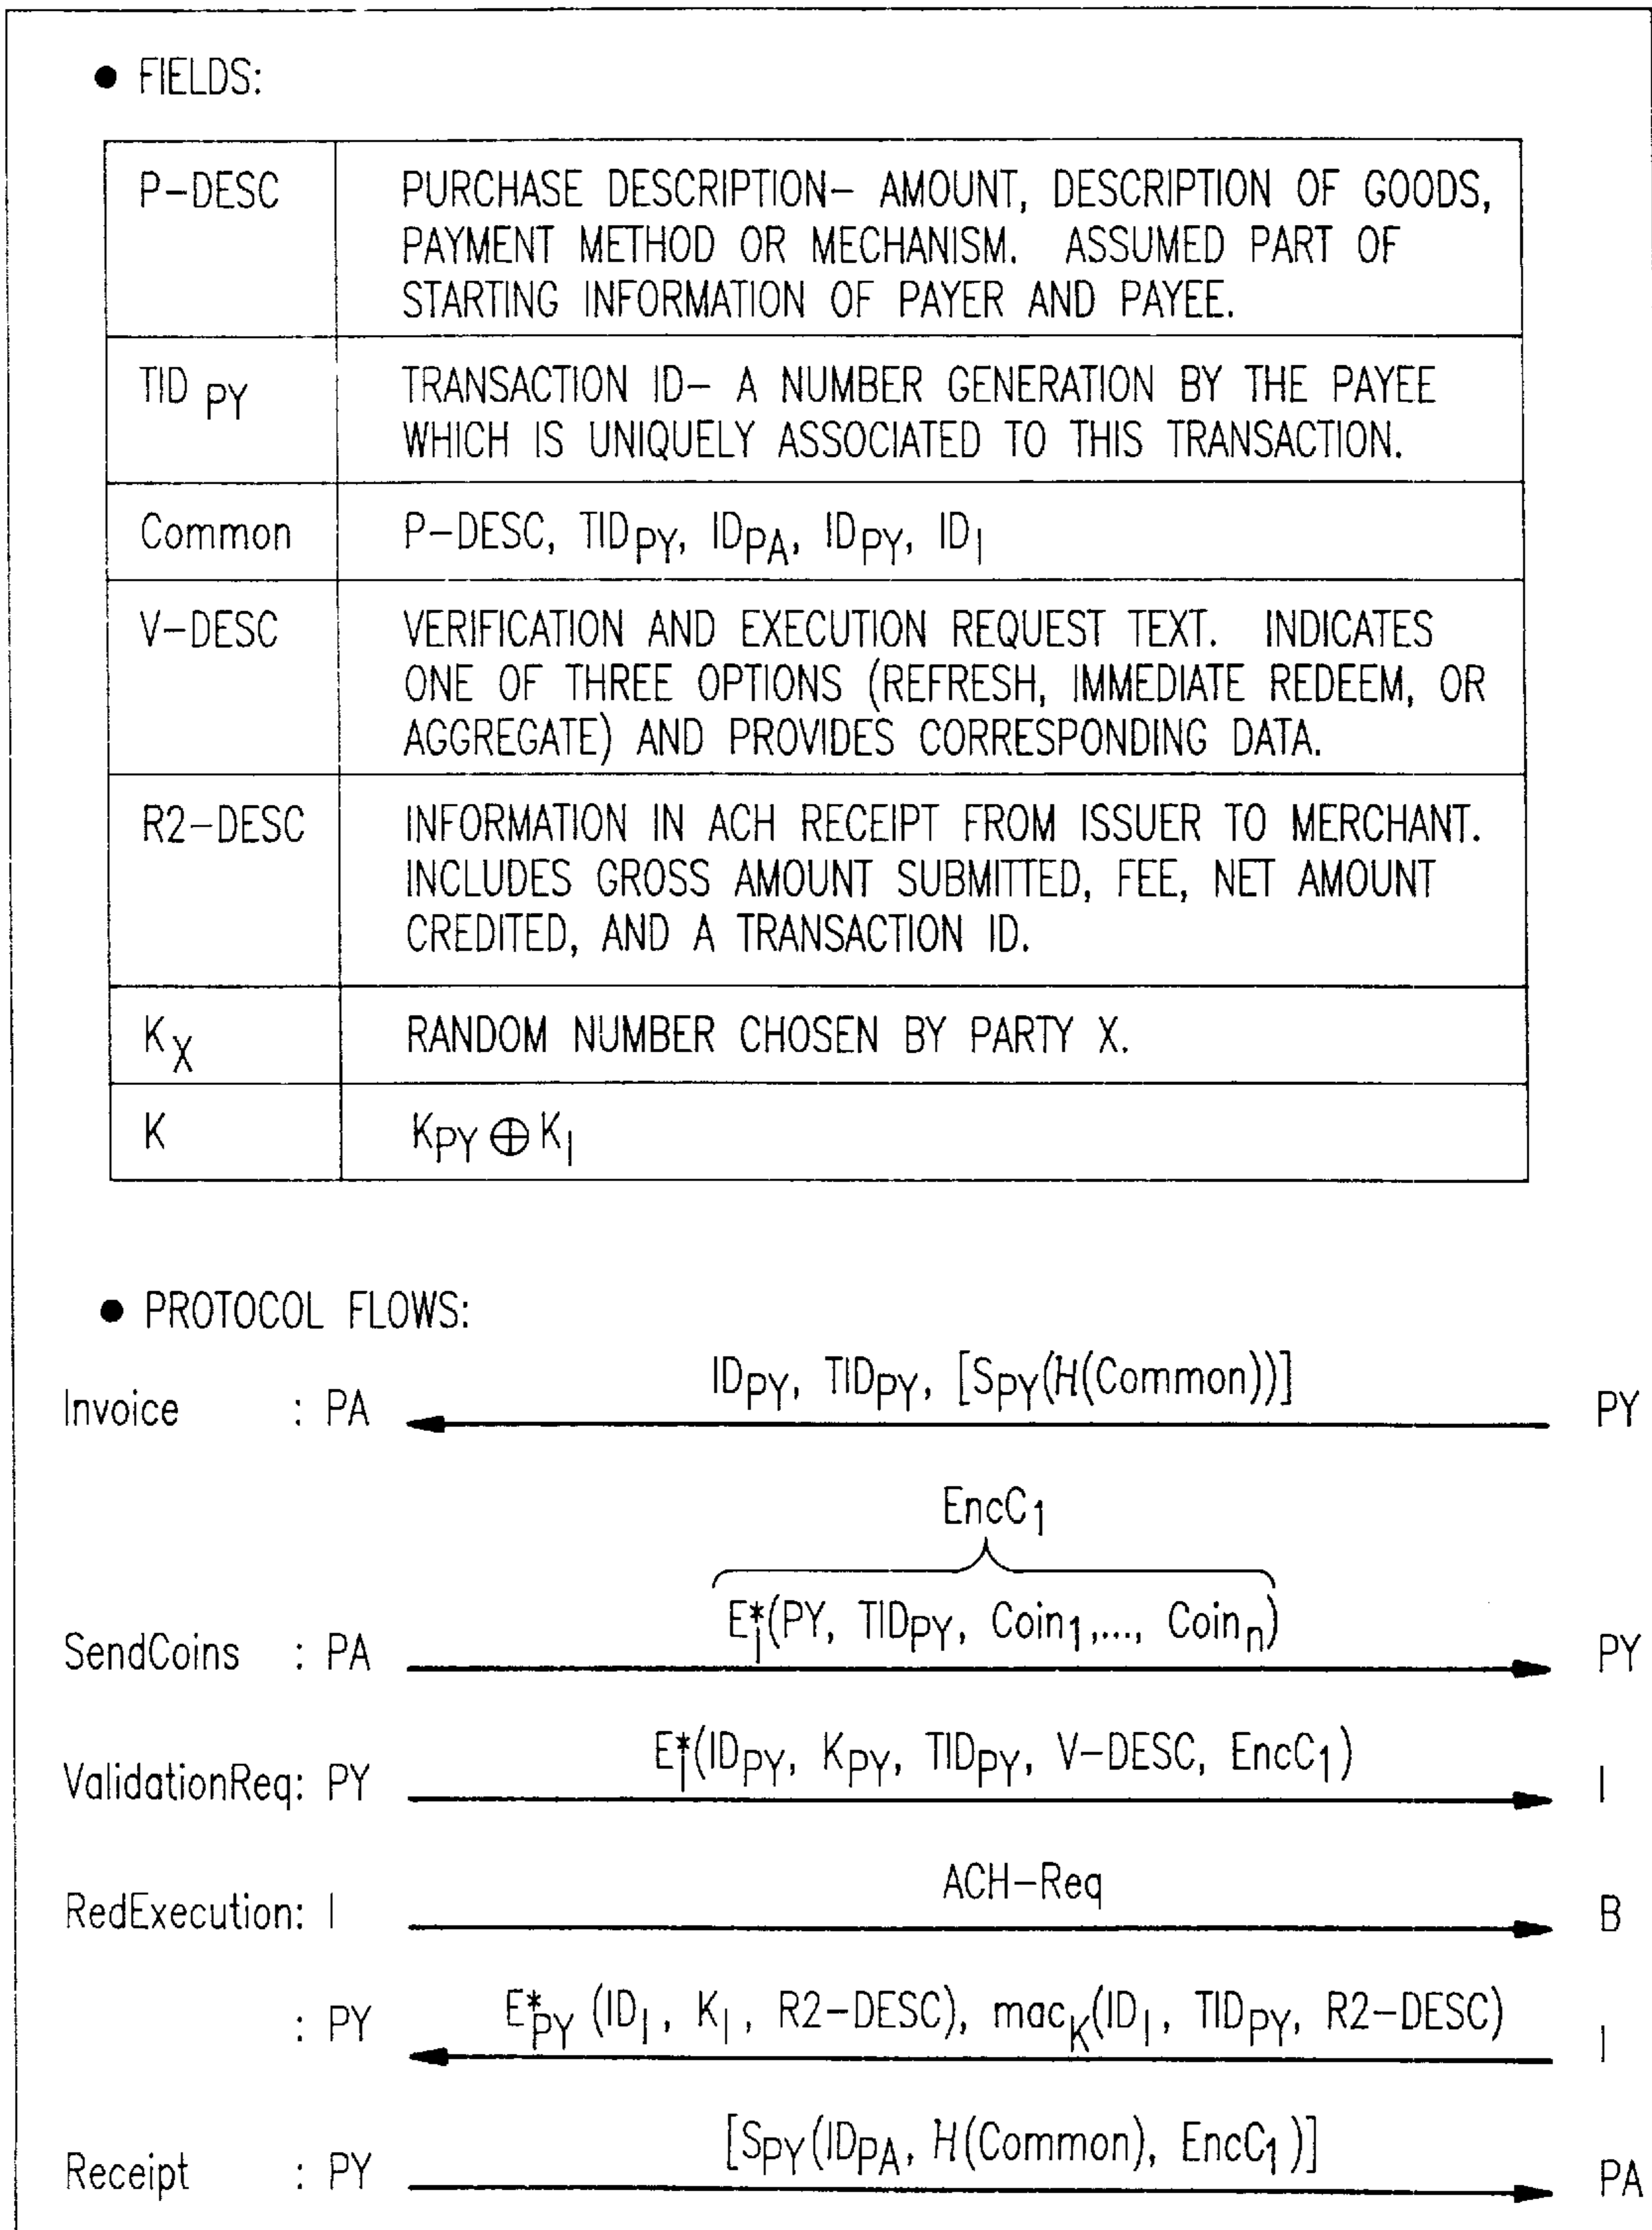 ● FIELDS:
P-DESC PURCHASE DESCRIPTION- AMOUNT, DESCRIPTION OF GOODS,
PAYMENT METHOD OR MECHANISM. ASSUMED PART OF
STARTING INFORMATION OF PAYER AND PAYEE.
TID PY TRANSACTION ID- A NUMBER GENERATION BY THE PAYEE
WHICH IS UNIQUELY ASSOCIATED TO THIS TRANSACTION.
Common P-DESC, TIDPY, IDPA, IDPY, IDI
V-DESC VERIFICATION AND EXECUTION REQUEST TEXT. INDICATES
ONE OF THREE OPTIONS (REFRESH, IMMEDIATE REDEEM, OR
AGGREGATE) AND PROVIDES CORRESPONDING DATA.
R2-DESC INFORMATION IN ACH RECEIPT FROM ISSUER TO MERCHANT.
INCLUDES GROSS AMOUNT SUBMITTED, FEE, NET AMOUNT
CREDITED, AND A TRANSACTION ID.
KX RANDOM NUMBER CHOSEN BY PARTY X.
K KPY ⊕ KI
● PROTOCOL FLOWS:
IDPY, TIDPY, [SPY(H(Common))]
Invoice : PA PY
EncC1
E*I(PY, TIDPY, Coin1,..., Coinn)
SendCoins : PA PY
E*I(IDPY, KPY, TIDPY, V-DESC, EncC1)
ValidationReq: PY I
ACH-Req
RedExecution: I B
E*PY (IDI, KI, R2-DESC), macK(IDI, TIDPY, R2-DESC)
: PY I
[SPY(IDPA, H(Common), EncC1)]
Receipt : PY PA